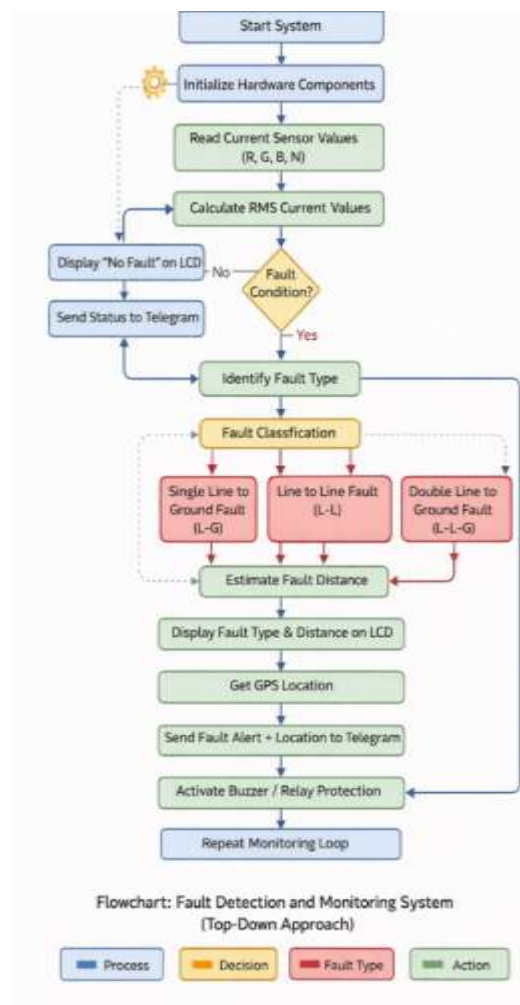 Start System
Initialize Hardware Components
Read Current Sensor Values
(R, G, B, N)
Calculate RMS Current Values
Display "No Fault" on LCD
No
Fault
Condition?
Send Status to Telegram
Yes
Identify Fault Type
Fault Classfication
Single Line to
Ground Fault
(L-G)
Line to Line Fault
(L-L)
Double Line to
Ground Fault
(L-L-G)
Estimate Fault Distance
Display Fault Type & Distance on LCD
Get GPS Location
Send Fault Alert + Location to Telegram
Activate Buzzer / Relay Protection
Repeat Monitoring Loop
Flowchart: Fault Detection and Monitoring System
(Top-Down Approach)
Process
Decision
Fault Type
Action